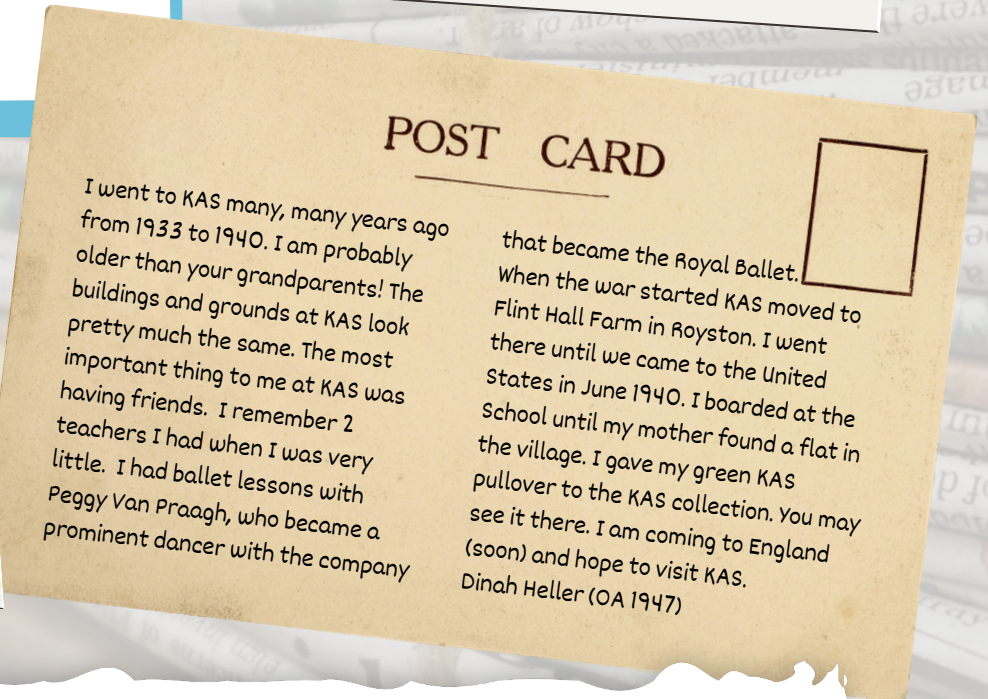 POST CARD
I went to KAS many, many years ago
from 1933 to 1940. I am probably
older than your grandparents! The
buildings and grounds at KAS look
pretty much the same. The most
important thing to me at KAS was
having friends. I remember 2
teachers I had when I was very
little. I had ballet lessons with
Peggy Van Praagh, who became a
prominent dancer with the company
that became the Royal Ballet.
When the war started KAS moved to
Flint Hall Farm in Royston. I went
there until we came to the United
States in June 1940. I boarded at the
School until my mother found a flat in
the village. I gave my green KAS
pullover to the KAS collection. You may
see it there. I am coming to England
(soon) and hope to visit KAS.
Dinah Heller (OA 1947)